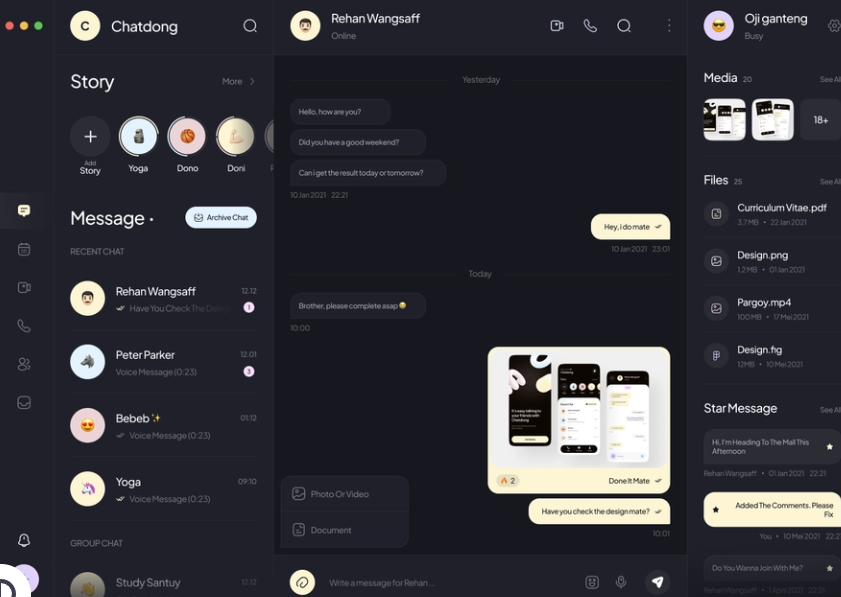 C Chatdong
Story
More
Add
Story
Yoga
Dono
Doni
Message
Archive Chat
RECENT CHAT
Rehan Wangsaff
12.12
Have You Check The
1
Peter Parker
12.01
Voice Message (0:23)
3
Bebeb
01:12
Voice Message (0:23)
Yoga
09:10
Voice Message (0:23)
GROUP CHAT
Study Santuy
12.12
Rehan Wangsaff
Online
Yesterday
Hello, how are you?
Did you have a good weekend?
Can i get the result today or tomorrow?
10 Jan 2021 22:21
Hey, i do mate
10 Jan 2021 23:01
Today
Brother, please complete asap
10:00
2
Done It Mate
Have you check the design mate?
10:01
Photo Or Video
Document
Write a message for Rehan...
Oji ganteng
Busy
Media 20
See All
18+
Files 25
See All
Curriculum Vitae.pdf
3.7MB • 22 Jan 2021
Design.png
1.2MB • 01 Jan 2021
Pargoy.mp4
100 MB • 17 Mei 2021
Design.fig
12MB • 10 Mei 2021
Star Message
See All
Hi, I'm Heading To The Mall This
Afternoon
Rehan Wangsaff • 01 Jan 2021 22:21
Added The Comments. Please
Fix
You • 10 Mei 2021 22:2
Do You Wanna Join With Me?
Rehan Wangsaff • 1 April 2021 22:21